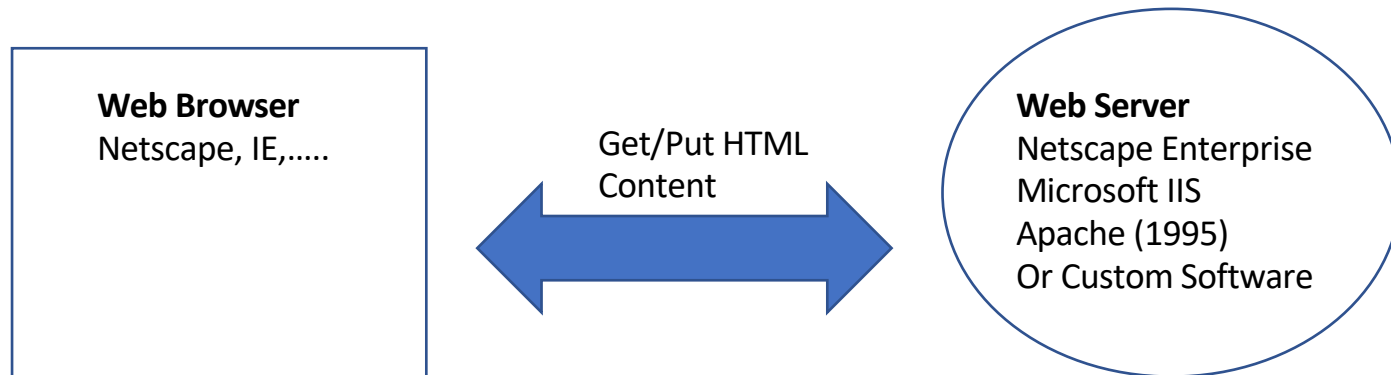 Web Browser
Netscape, IE,.....
Get/Put HTML
Content
Web Server
Netscape Enterprise
Microsoft IIS
Apache (1995)
Or Custom Software